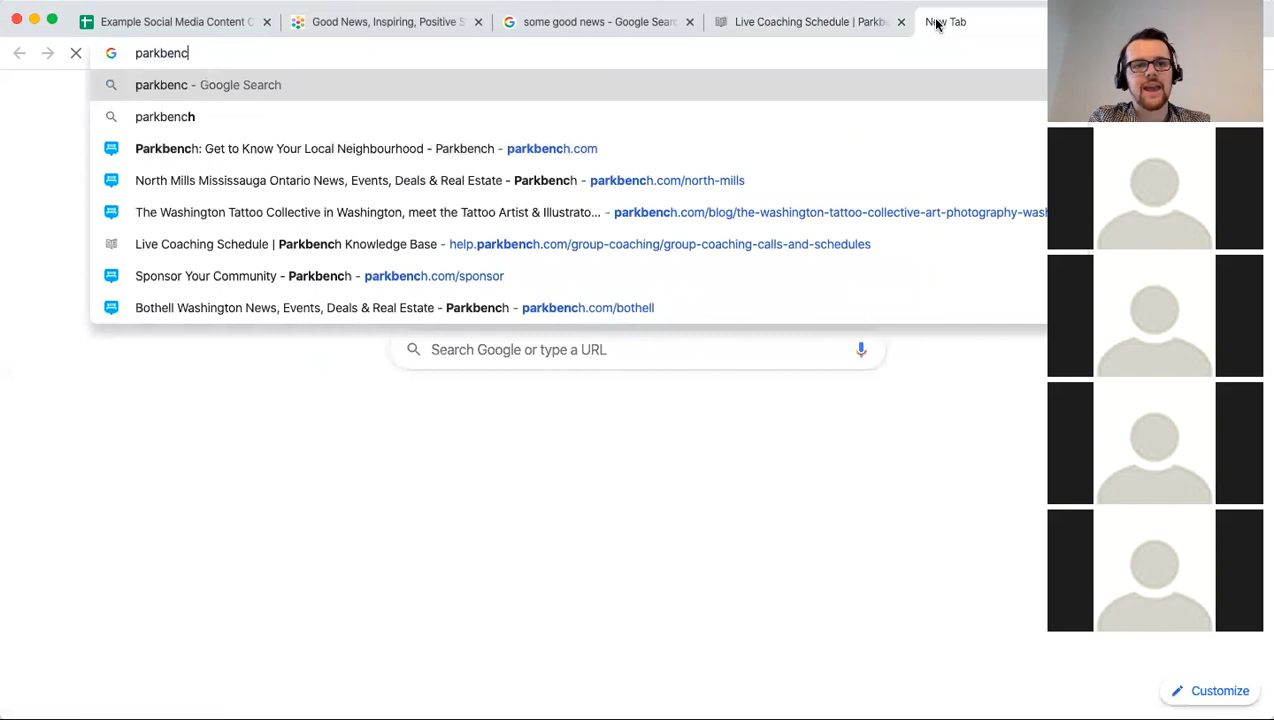 Example Social Media Content C
Good News, Inspiring, Positive S
some good news - Google Sear
Live Coaching Schedule | Parkb
New Tab
parkbenc
parkbenc - Google Search
parkbench
Parkbench: Get to Know Your Local Neighbourhood - Parkbench - parkbench.com
North Mills Mississauga Ontario News, Events, Deals & Real Estate - Parkbench - parkbench.com/north-mills
The Washington Tattoo Collective in Washington, meet the Tattoo Artist & Illustrato... - parkbench.com/blog/the-washington-tattoo-collective-art-photography-wash
Live Coaching Schedule | Parkbench Knowledge Base - help.parkbench.com/group-coaching/group-coaching-calls-and-schedules
Sponsor Your Community - Parkbench - parkbench.com/sponsor
Bothell Washington News, Events, Deals & Real Estate - Parkbench - parkbench.com/bothell
Search Google or type a URL
Customize